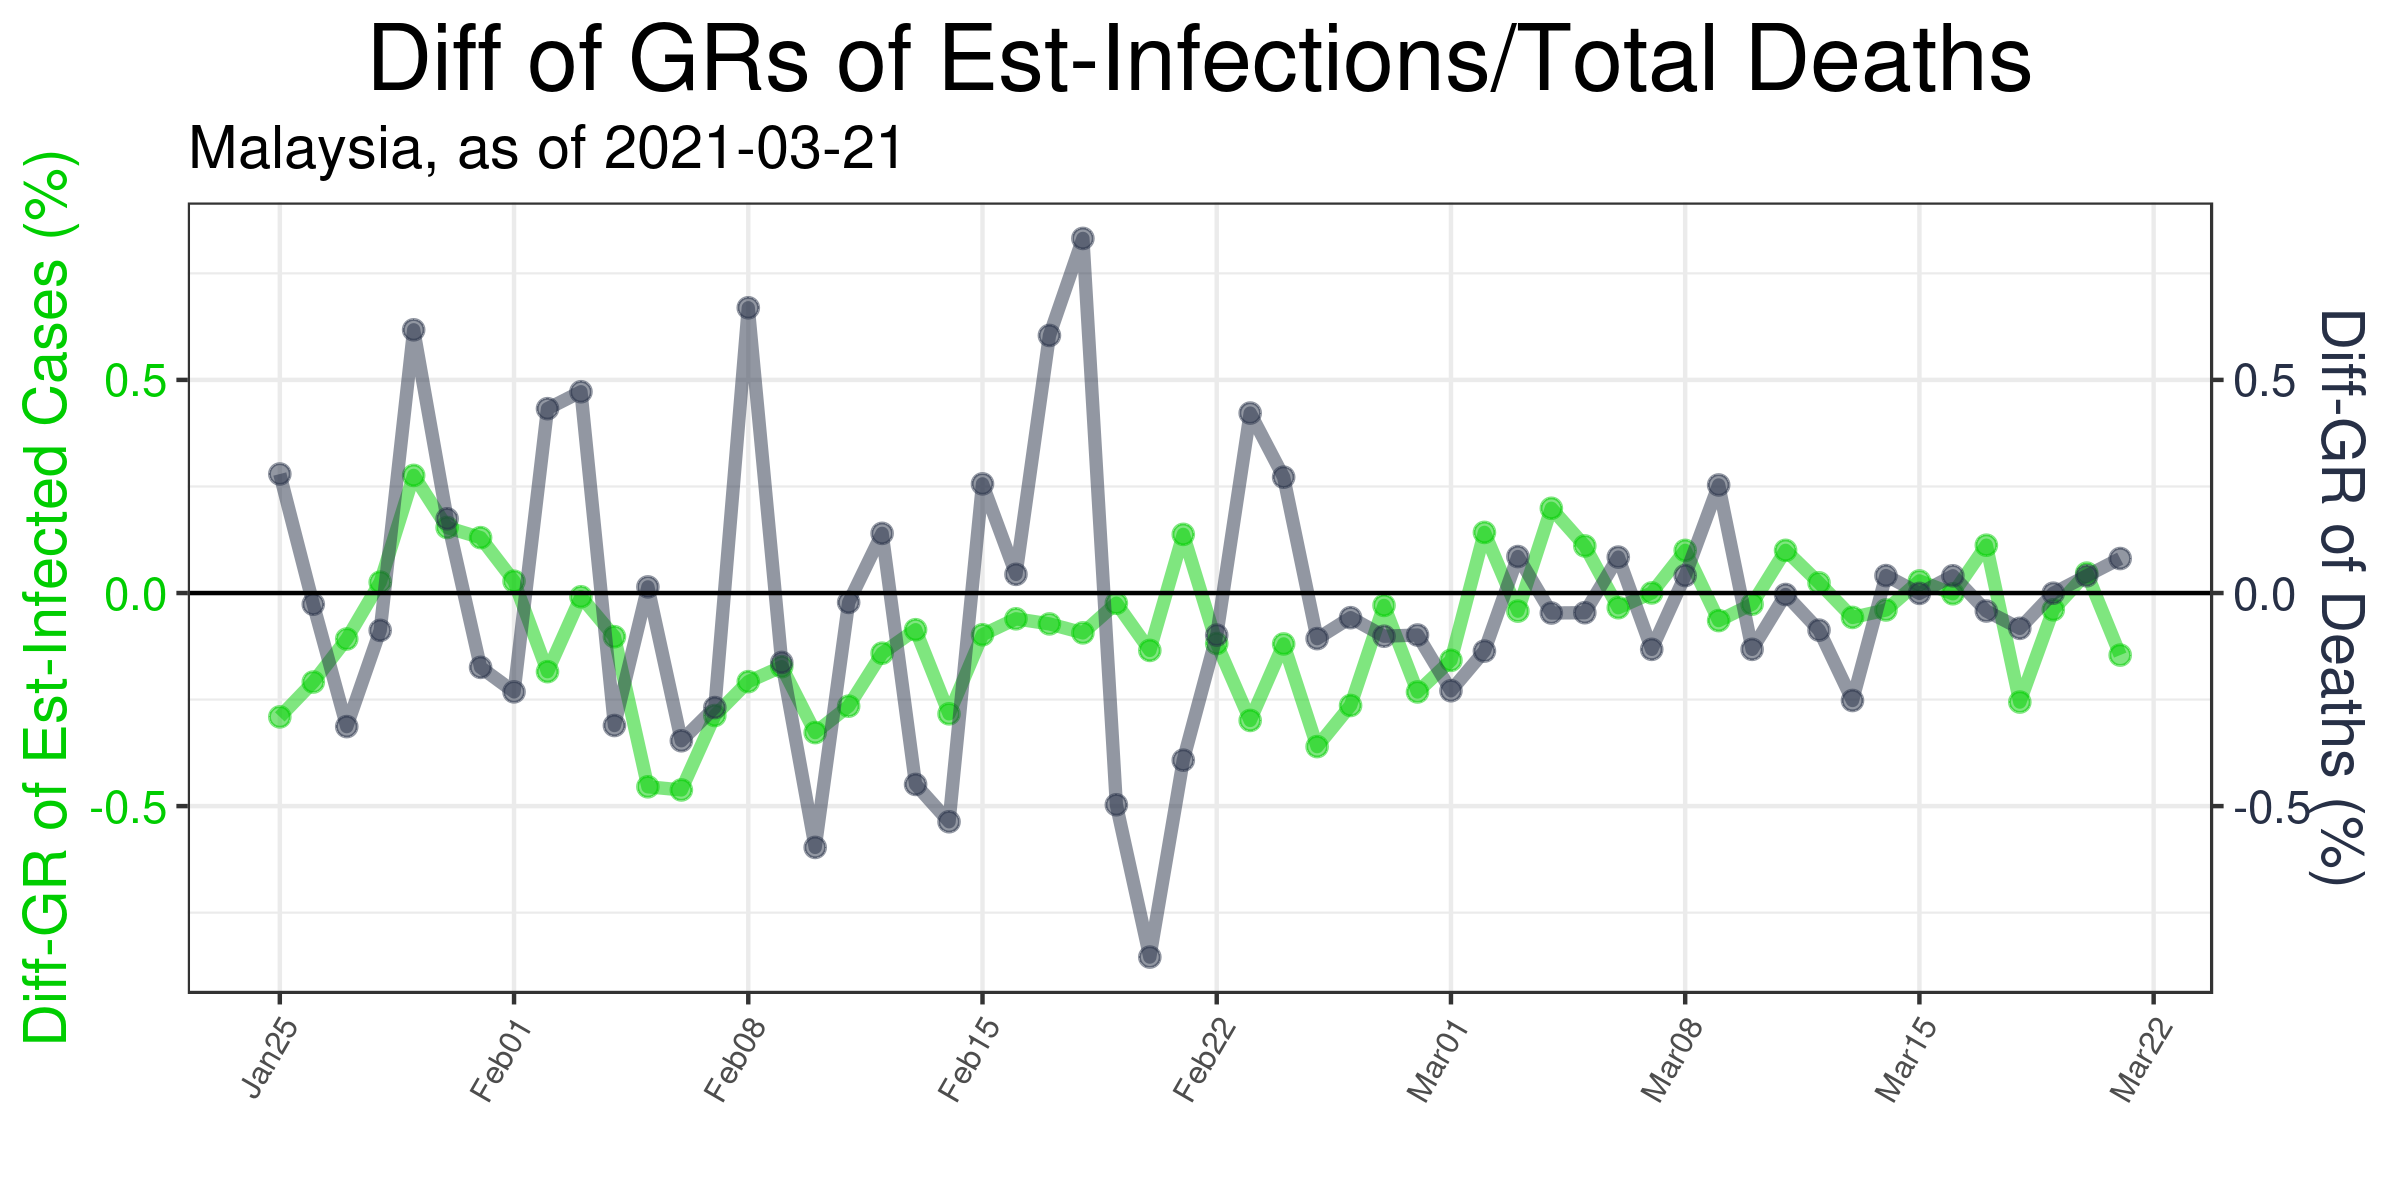 Diff of GRs of Est-Infections/Total Deaths
Malaysia, as of 2021-03-21
Diff-GR of Est-Infected Cases (%)
0.5
0.0
-0.5
0.5
0.0
-0.5
Diff-GR of Deaths (%)
Jan25
Feb01
Feb08
Feb15
Feb22
Mar01
Mar08
Mar15
Mar22